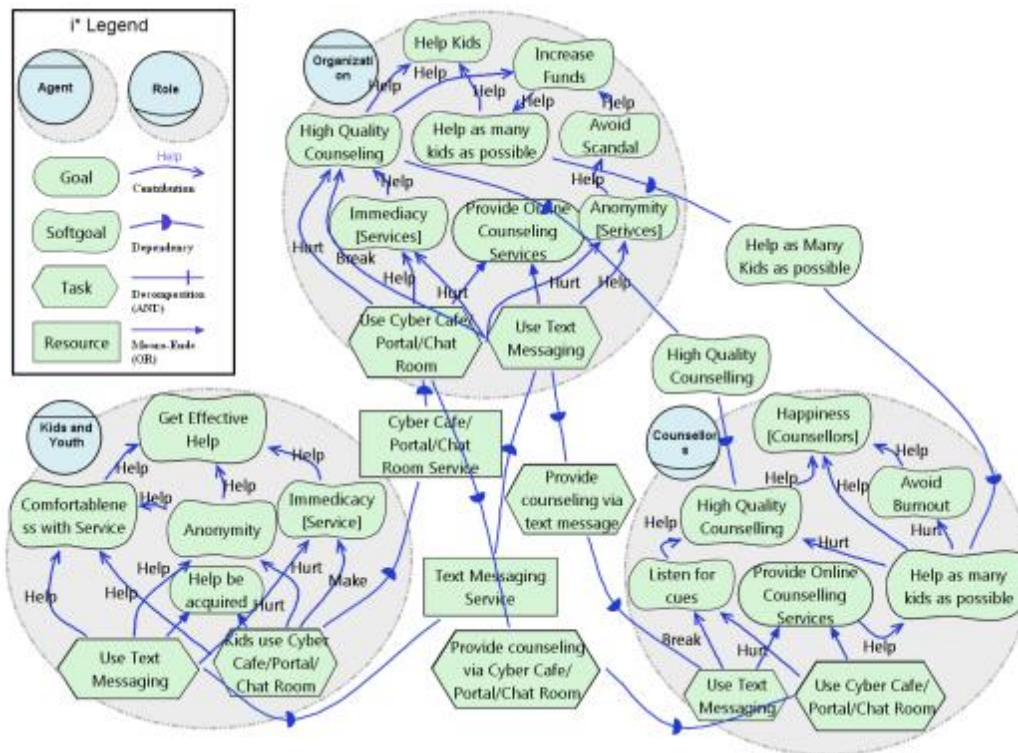 i* Legend
Agent
Role
Goal
Help
Contribution
Softgoal
Dependency
Task
Decomposition
(AND)
Resource
Means-Ends
(OR)
Organizati
on
Help Kids
Increase
Funds
Help
Help
Help
Help
Help
High Quality
Counseling
Help as many
kids as possible
Avoid
Scandal
Help
Help
Immediacy
[Services]
Provide Online
Counseling
Services
Anonymity
[Serivces]
Hurt
Break
Help
Hurt
Hurt
Help
Use Cyber Cafe/
Portal/Chat
Room
Use Text
Messaging
Help as Many
Kids as possible
High Quality
Counselling
Kids and
Youth
Get Effective
Help
Help
Help
Help
Comfortablene
ss with Service
Help
Anonymity
Immedicacy
[Service]
Help
Help
Help
Help be
acquired
Hurt
Hurt
Make
Use Text
Messaging
Kids use Cyber
Cafe/Portal/
Chat Room
Cyber Cafe/
Portal/Chat
Room Service
Provide
counseling via
text message
Text Messaging
Service
Provide counseling
via Cyber Cafe/
Portal/Chat Room
Counsellor
s
Happiness
[Counsellors]
Help
Help
Help
High Quality
Counselling
Avoid
Burnout
Help
Hurt
Hurt
Listen for
cues
Provide Online
Counselling
Services
Help as many
kids as possible
Break
Hurt
Help
Use Text
Messaging
Use Cyber Cafe/
Portal/Chat Room